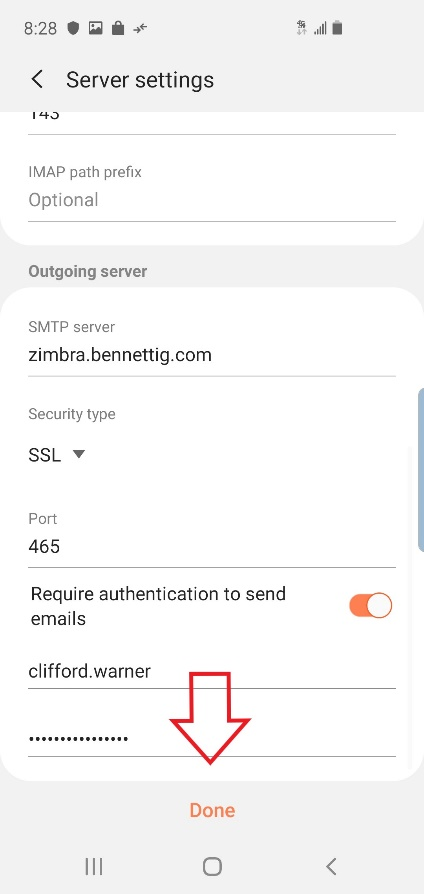 8:28
Server settings
143
IMAP path prefix
Optional
Outgoing server
SMTP server
zimbra.bennettig.com
Security type
SSL
Port
465
Require authentication to send
emails
clifford.warner
••••••••••••••••
Done